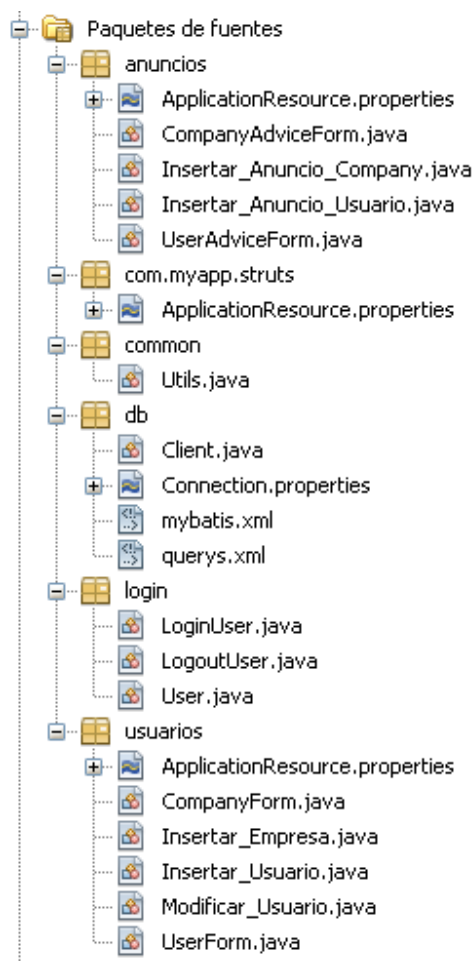 Paquetes de fuentes
anuncios
ApplicationResource.properties
CompanyAdviceForm.java
Insertar_Anuncio_Company.java
Insertar_Anuncio_Usuario.java
UserAdviceForm.java
com.myapp.struts
ApplicationResource.properties
common
Utils.java
db
Client.java
Connection.properties
mybatis.xml
querys.xml
login
LoginUser.java
LogoutUser.java
User.java
usuarios
ApplicationResource.properties
CompanyForm.java
Insertar_Empresa.java
Insertar_Usuario.java
Modificar_Usuario.java
UserForm.java